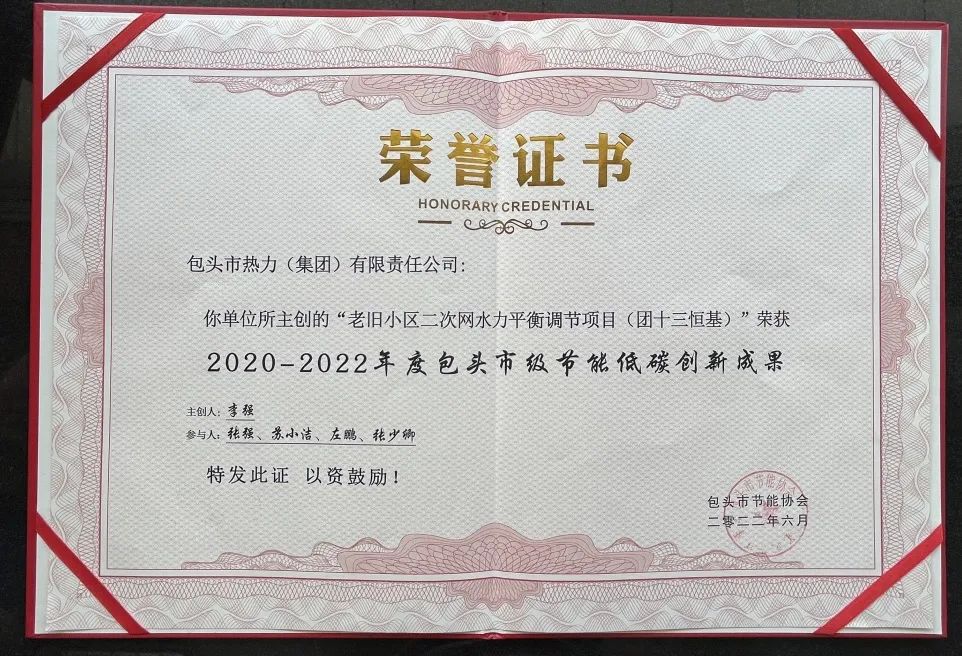 荣誉证书
HONORARY CREDENTIAL
包头市热力（集团）有限责任公司：
你单位所主创的“老旧小区二次网水力平衡调节项目（团十三恒基）”荣获
2020-2022年度包头市级节能低碳创新成果
主创人：李强
参与人：张强、苏小洁、左鹏、张少卿
特发此证 以资鼓励！
包头市节能协会
二零二二年六月